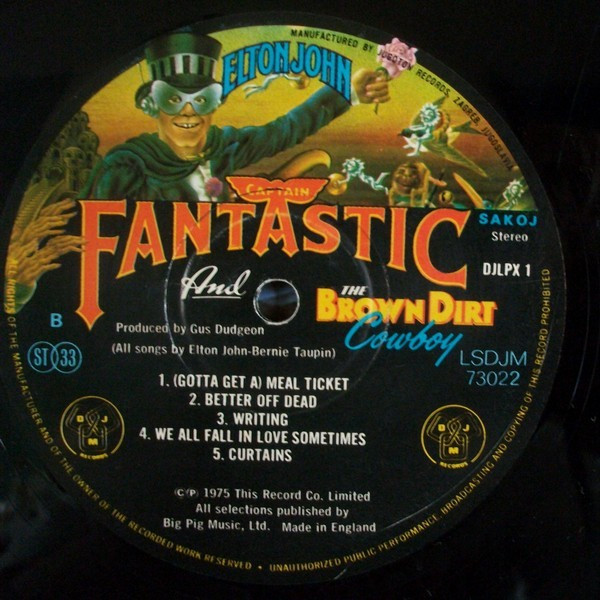 MANUFACTURED BY JUGOTON RECORDS, ZAGREB, JUGOSLAVIJA
ELTON JOHN
CAPTAIN
FANTASTIC
And
THE
BROWN DIRT
Cowboy
SAKOJ
Stereo
DJLPX 1
B
Produced by Gus Dudgeon
(All songs by Elton John-Bernie Taupin)
ST 33
LSDJM
73022
1. (GOTTA GET A) MEAL TICKET
2. BETTER OFF DEAD
3. WRITING
4. WE ALL FALL IN LOVE SOMETIMES
5. CURTAINS
D J
M
RECORDS
D J
M
RECORDS
©℗ 1975 This Record Co. Limited
All selections published by
Big Pig Music, Ltd. Made in England
ALL RIGHTS OF THE MANUFACTURER AND OF THE OWNER OF THE RECORDED WORK RESERVED • UNAUTHORIZED PUBLIC PERFORMANCE, BROADCASTING AND COPYING OF THIS RECORD PROHIBITED